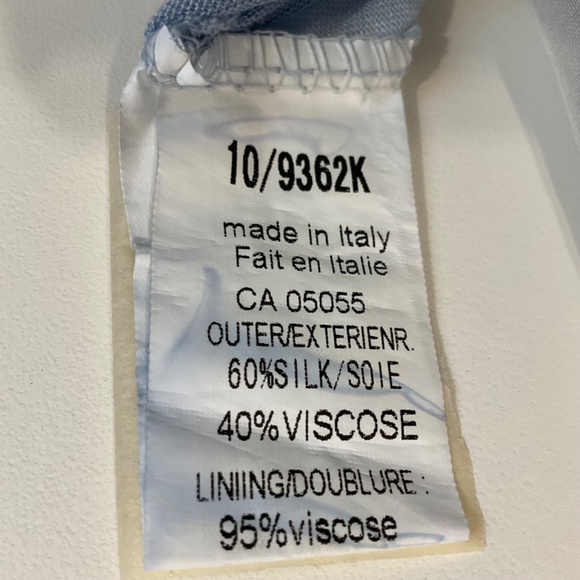 10/9362K
made in Italy
Fait en Italie
CA 05055
OUTER/EXTERIENR.
60%SILK/SOIE
40%VISCOSE
LINIING/DOUBLURE :
95%viscose